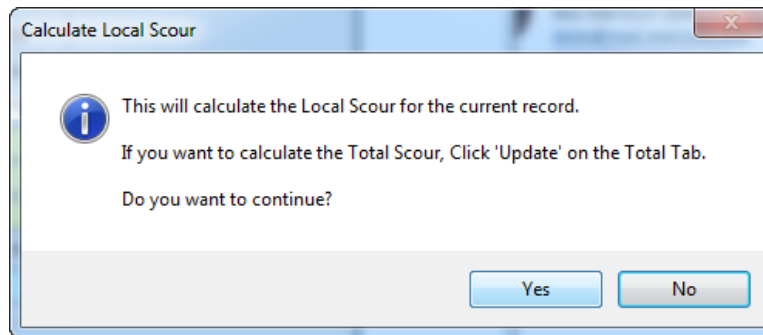 Calculate Local Scour
This will calculate the Local Scour for the current record.
If you want to calculate the Total Scour, Click 'Update' on the Total Tab.
Do you want to continue?
Yes
No